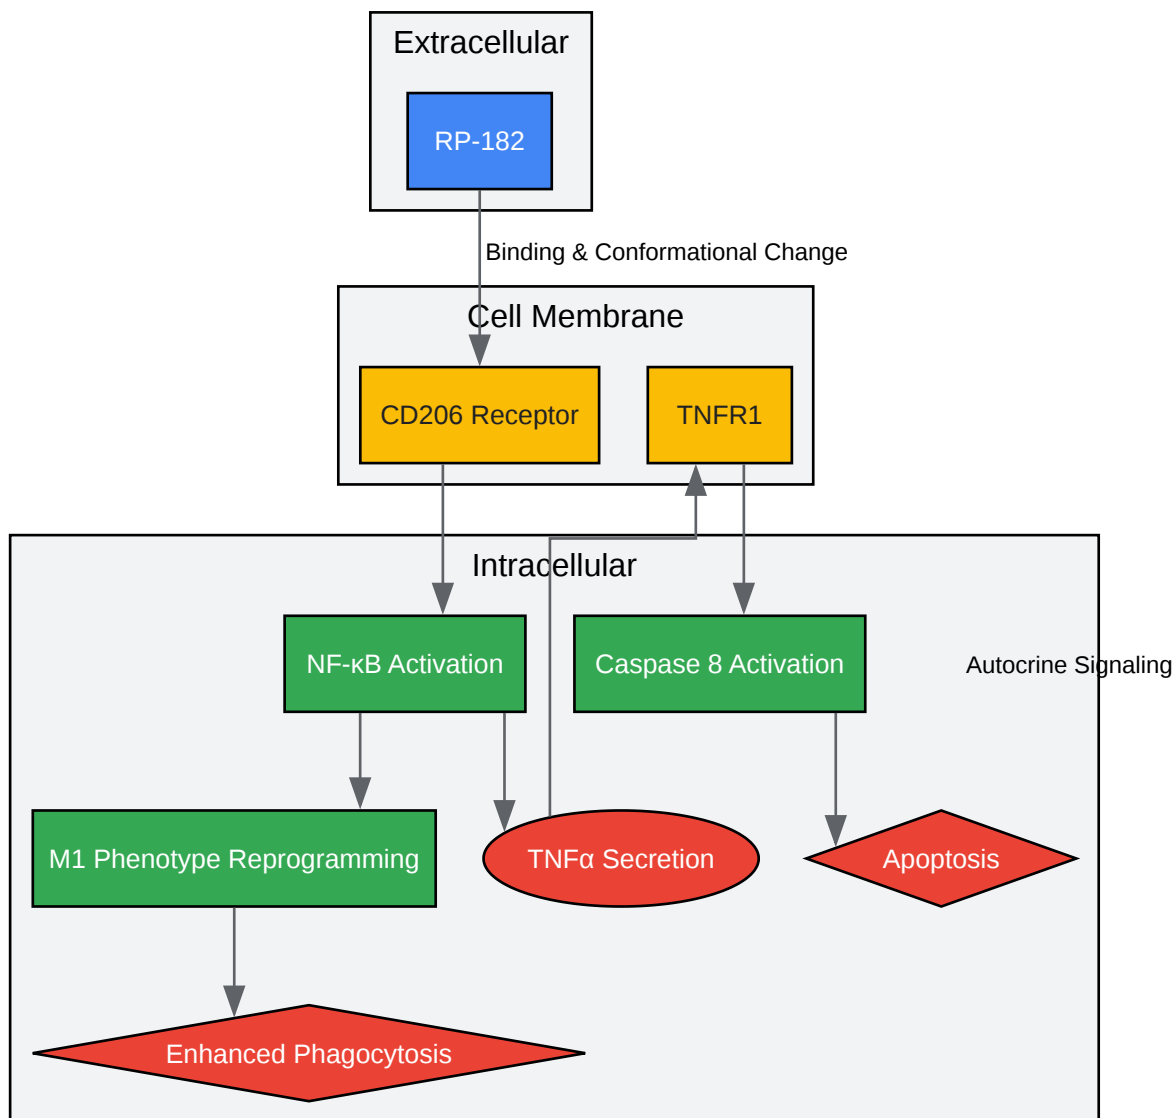 Extracellular
RP-182
Binding & Conformational Change
Cell Membrane
CD206 Receptor
TNFR1
Intracellular
NF-κB Activation
Caspase 8 Activation
Autocrine Signaling
M1 Phenotype Reprogramming
TNFα Secretion
Apoptosis
Enhanced Phagocytosis